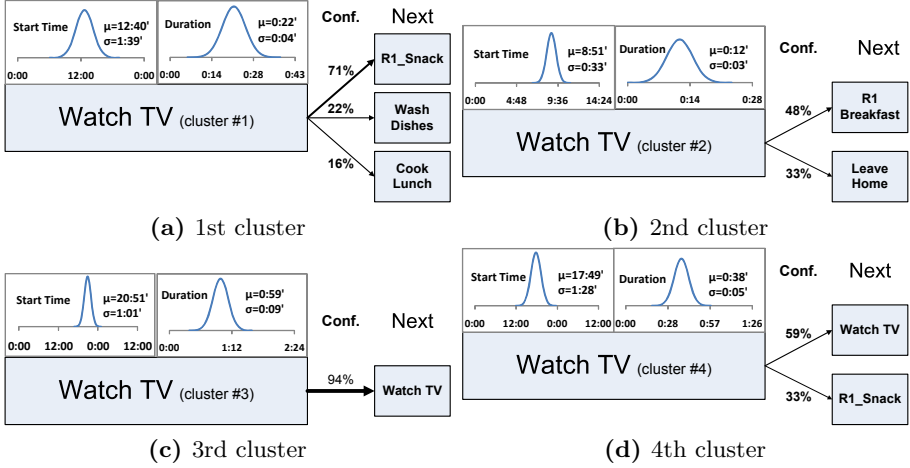 Start Time
μ=12:40'
σ=1:39'
0:00 12:00 0:00
Duration
μ=0:22'
σ=0:04'
0:00 0:14 0:28 0:43
Conf.
Next
Watch TV (cluster #1)
71%
R1_Snack
22%
Wash
Dishes
16%
Cook
Lunch
(a) 1st cluster
Start Time
μ=8:51'
σ=0:33'
0:00 4:48 9:36 14:24
Duration
μ=0:12'
σ=0:03'
0:00 0:14 0:28
Conf.
Next
Watch TV (cluster #2)
48%
R1
Breakfast
33%
Leave
Home
(b) 2nd cluster
Start Time
μ=20:51'
σ=1:01'
0:00 12:00 0:00 12:00
Duration
μ=0:59'
σ=0:09'
0:00 1:12 2:24
Conf.
Next
Watch TV (cluster #3)
94%
Watch TV
(c) 3rd cluster
Start Time
μ=17:49'
σ=1:28'
0:00 12:00 0:00 12:00
Duration
μ=0:38'
σ=0:05'
0:00 0:28 0:57 1:26
Conf.
Next
Watch TV (cluster #4)
59%
Watch TV
33%
R1_Snack
(d) 4th cluster